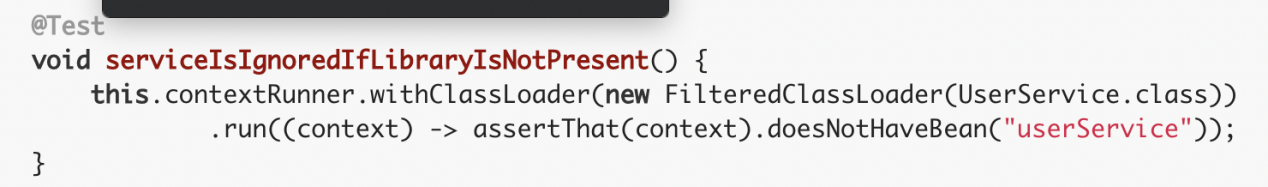 @Test
void serviceIsIgnoredIfLibraryIsNotPresent() {
    this.contextRunner.withClassLoader(new FilteredClassLoader(UserService.class))
            .run((context) -> assertThat(context).doesNotHaveBean("userService"));
}